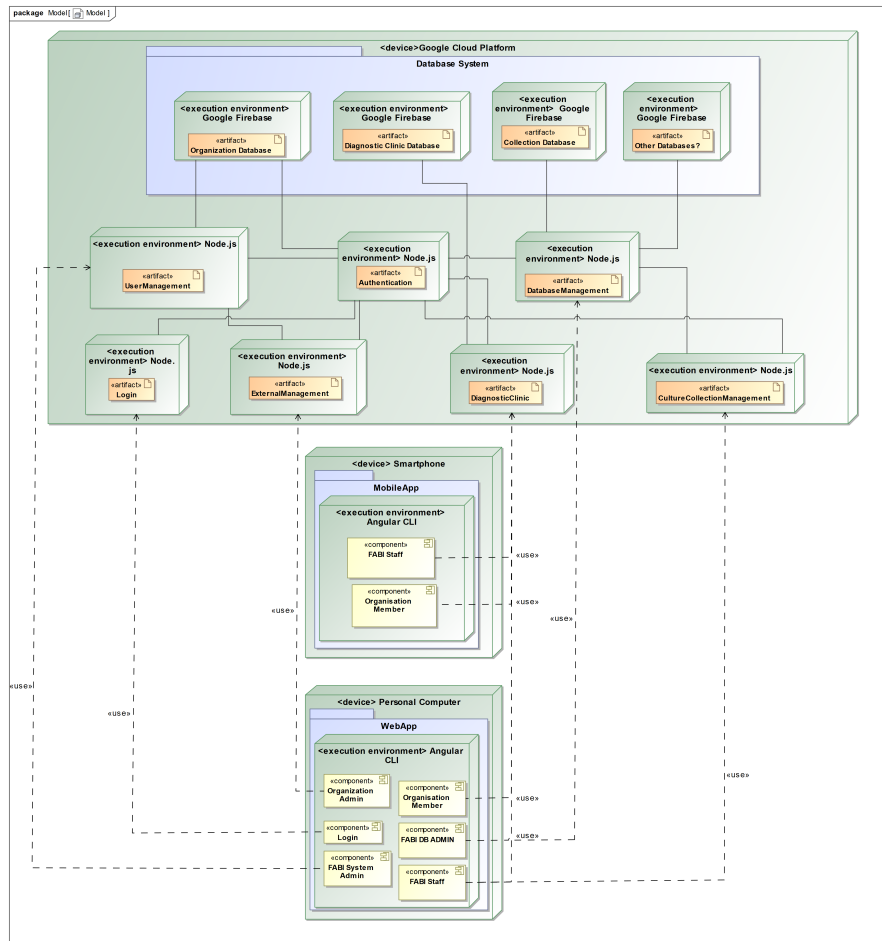 package Model[ Model ]
<device>Google Cloud Platform
Database System
<execution environment>
Google Firebase
«artifact»
Organization Database
<execution environment>
Google Firebase
«artifact»
Diagnostic Clinic Database
<execution
environment> Google
Firebase
«artifact»
Collection Database
<execution
environment>
Google Firebase
«artifact»
Other Databases?
<execution environment> Node.js
«artifact»
UserManagement
<execution
environment> Node.js
«artifact»
Authentication
<execution
environment> Node.js
«artifact»
DatabaseManagement
<execution
environment> Node.
js
«artifact»
Login
<execution environment>
Node.js
«artifact»
ExternalManagement
<execution
environment> Node.js
«artifact»
DiagnosticClinic
<execution environment> Node.js
«artifact»
CultureCollectionManagement
<device> Smartphone
MobileApp
<execution environment>
Angular CLI
«component»
FABI Staff
«use»
«component»
Organisation
Member
«use»
«use»
«use»
«use»
«use»
«use»
<device> Personal Computer
WebApp
<execution environment> Angular
CLI
«component»
Organization
Admin
«component»
Organisation
Member
«use»
«component»
Login
«component»
FABI DB ADMIN
«use»
«component»
FABI System
Admin
«component»
FABI Staff